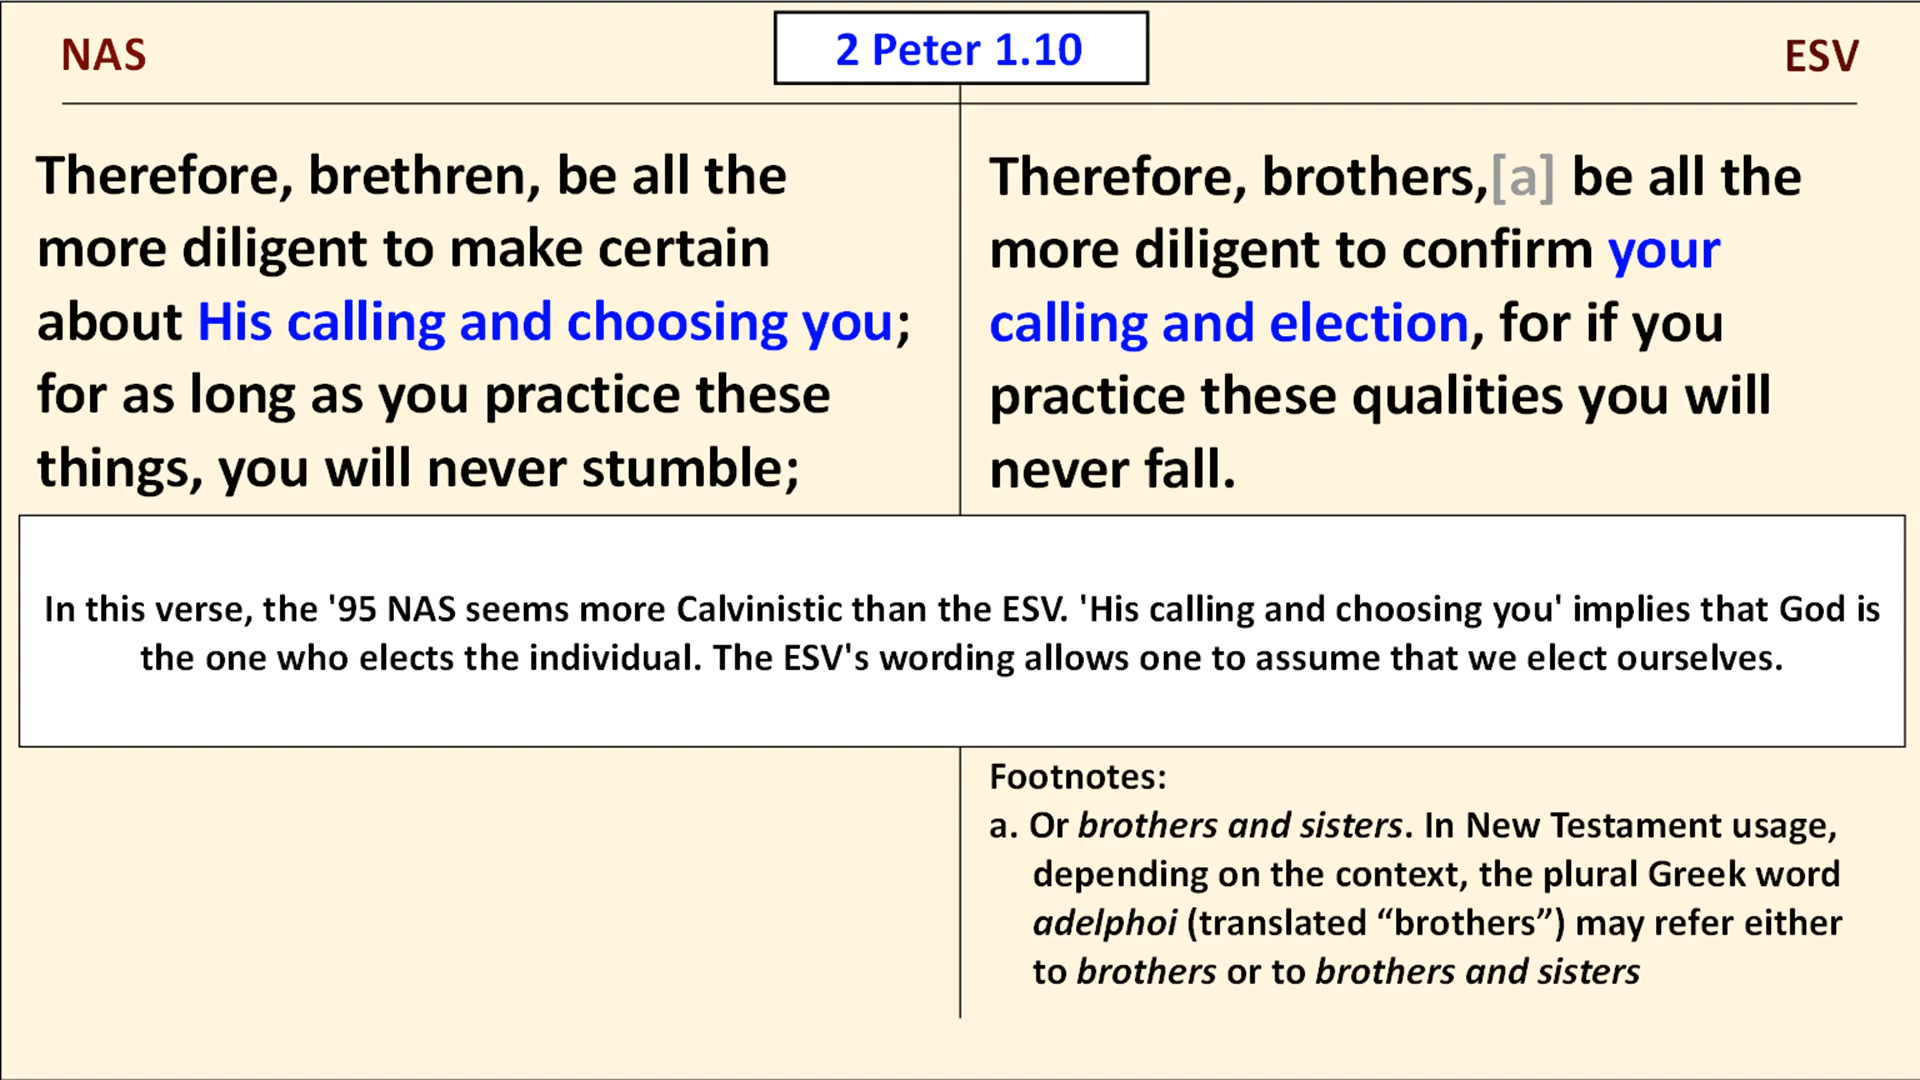 NAS
2 Peter 1.10
ESV
Therefore, brethren, be all the
more diligent to make certain
about His calling and choosing you;
for as long as you practice these
things, you will never stumble;
Therefore, brothers,[a] be all the
more diligent to confirm your
calling and election, for if you
practice these qualities you will
never fall.
In this verse, the '95 NAS seems more Calvinistic than the ESV. 'His calling and choosing you' implies that God is
the one who elects the individual. The ESV's wording allows one to assume that we elect ourselves.
Footnotes:
a. Or brothers and sisters. In New Testament usage,
depending on the context, the plural Greek word
adelphoi (translated “brothers”) may refer either
to brothers or to brothers and sisters